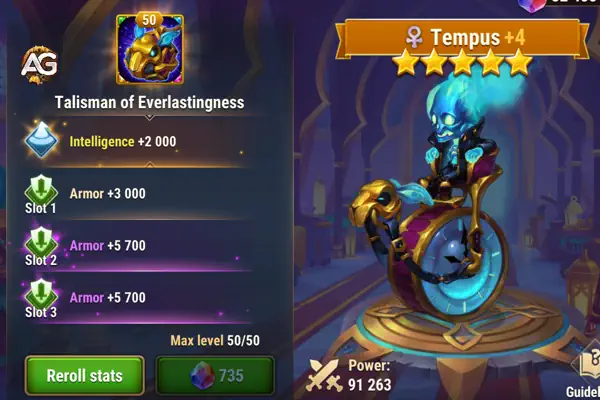 50
AG
Talisman of Everlastingness
Intelligence +2 000
Armor +3 000
Slot 1
Armor +5 700
Slot 2
Armor +5 700
Slot 3
Max level 50/50
Reroll stats
735
Tempus +4
Power:
91 263